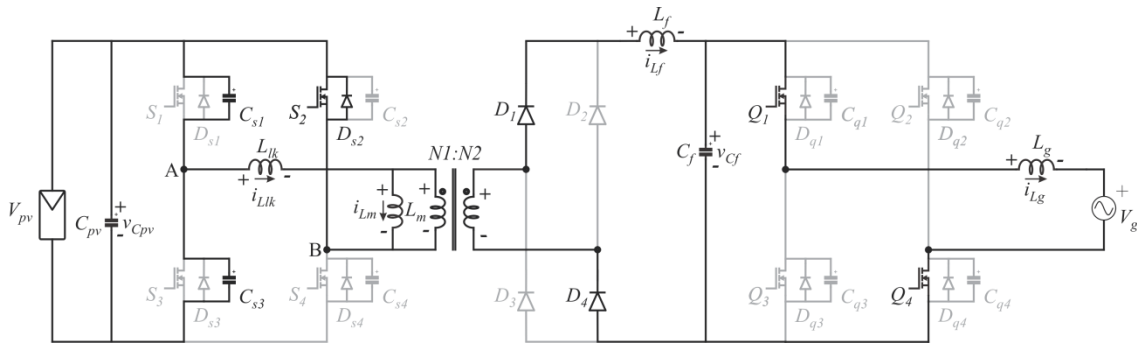 + L_f -
i_Lf
S_1
D_s1
C_s1
S_2
D_s2
C_s2
D_1
D_2
Q_1
D_q1
C_q1
Q_2
D_q2
C_q2
L_lk
A
+ -
i_Llk
N1:N2
C_f
+
v_Cf
-
L_g
+ -
i_Lg
V_pv
C_pv
+
v_Cpv
-
i_Lm
+
L_m
-
+
-
+
-
+
V_g
B
S_3
D_s3
C_s3
S_4
D_s4
C_s4
D_3
D_4
Q_3
D_q3
C_q3
Q_4
D_q4
C_q4